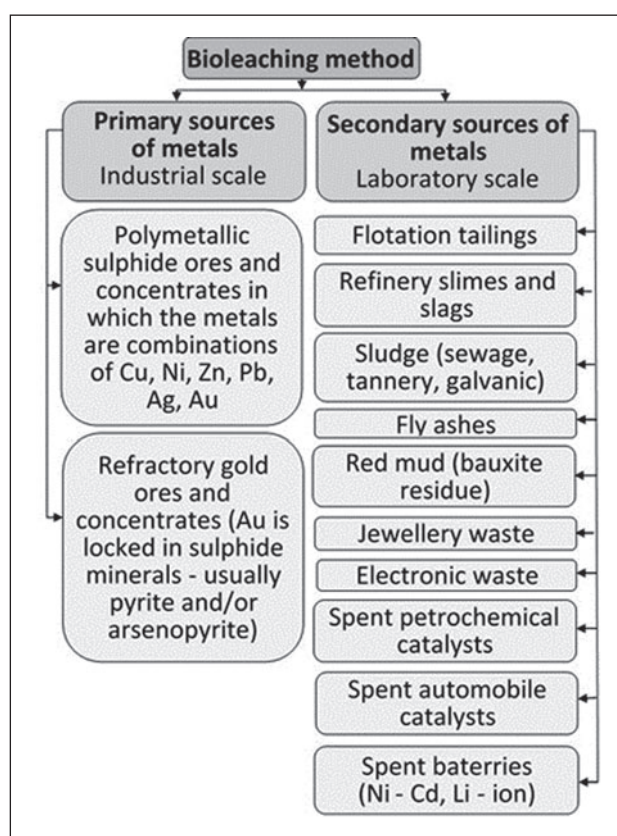 Bioleaching method
Primary sources
of metals
Industrial scale
Polymetallic
sulphide ores and
concentrates in
which the metals
are combinations
of Cu, Ni, Zn, Pb,
Ag, Au
Refractory gold
ores and
concentrates (Au is
locked in sulphide
minerals - usually
pyrite and/or
arsenopyrite)
Secondary sources of
metals
Laboratory scale
Flotation tailings
Refinery slimes and
slags
Sludge (sewage,
tannery, galvanic)
Fly ashes
Red mud (bauxite
residue)
Jewellery waste
Electronic waste
Spent petrochemical
catalysts
Spent automobile
catalysts
Spent baterries
(Ni - Cd, Li - ion)